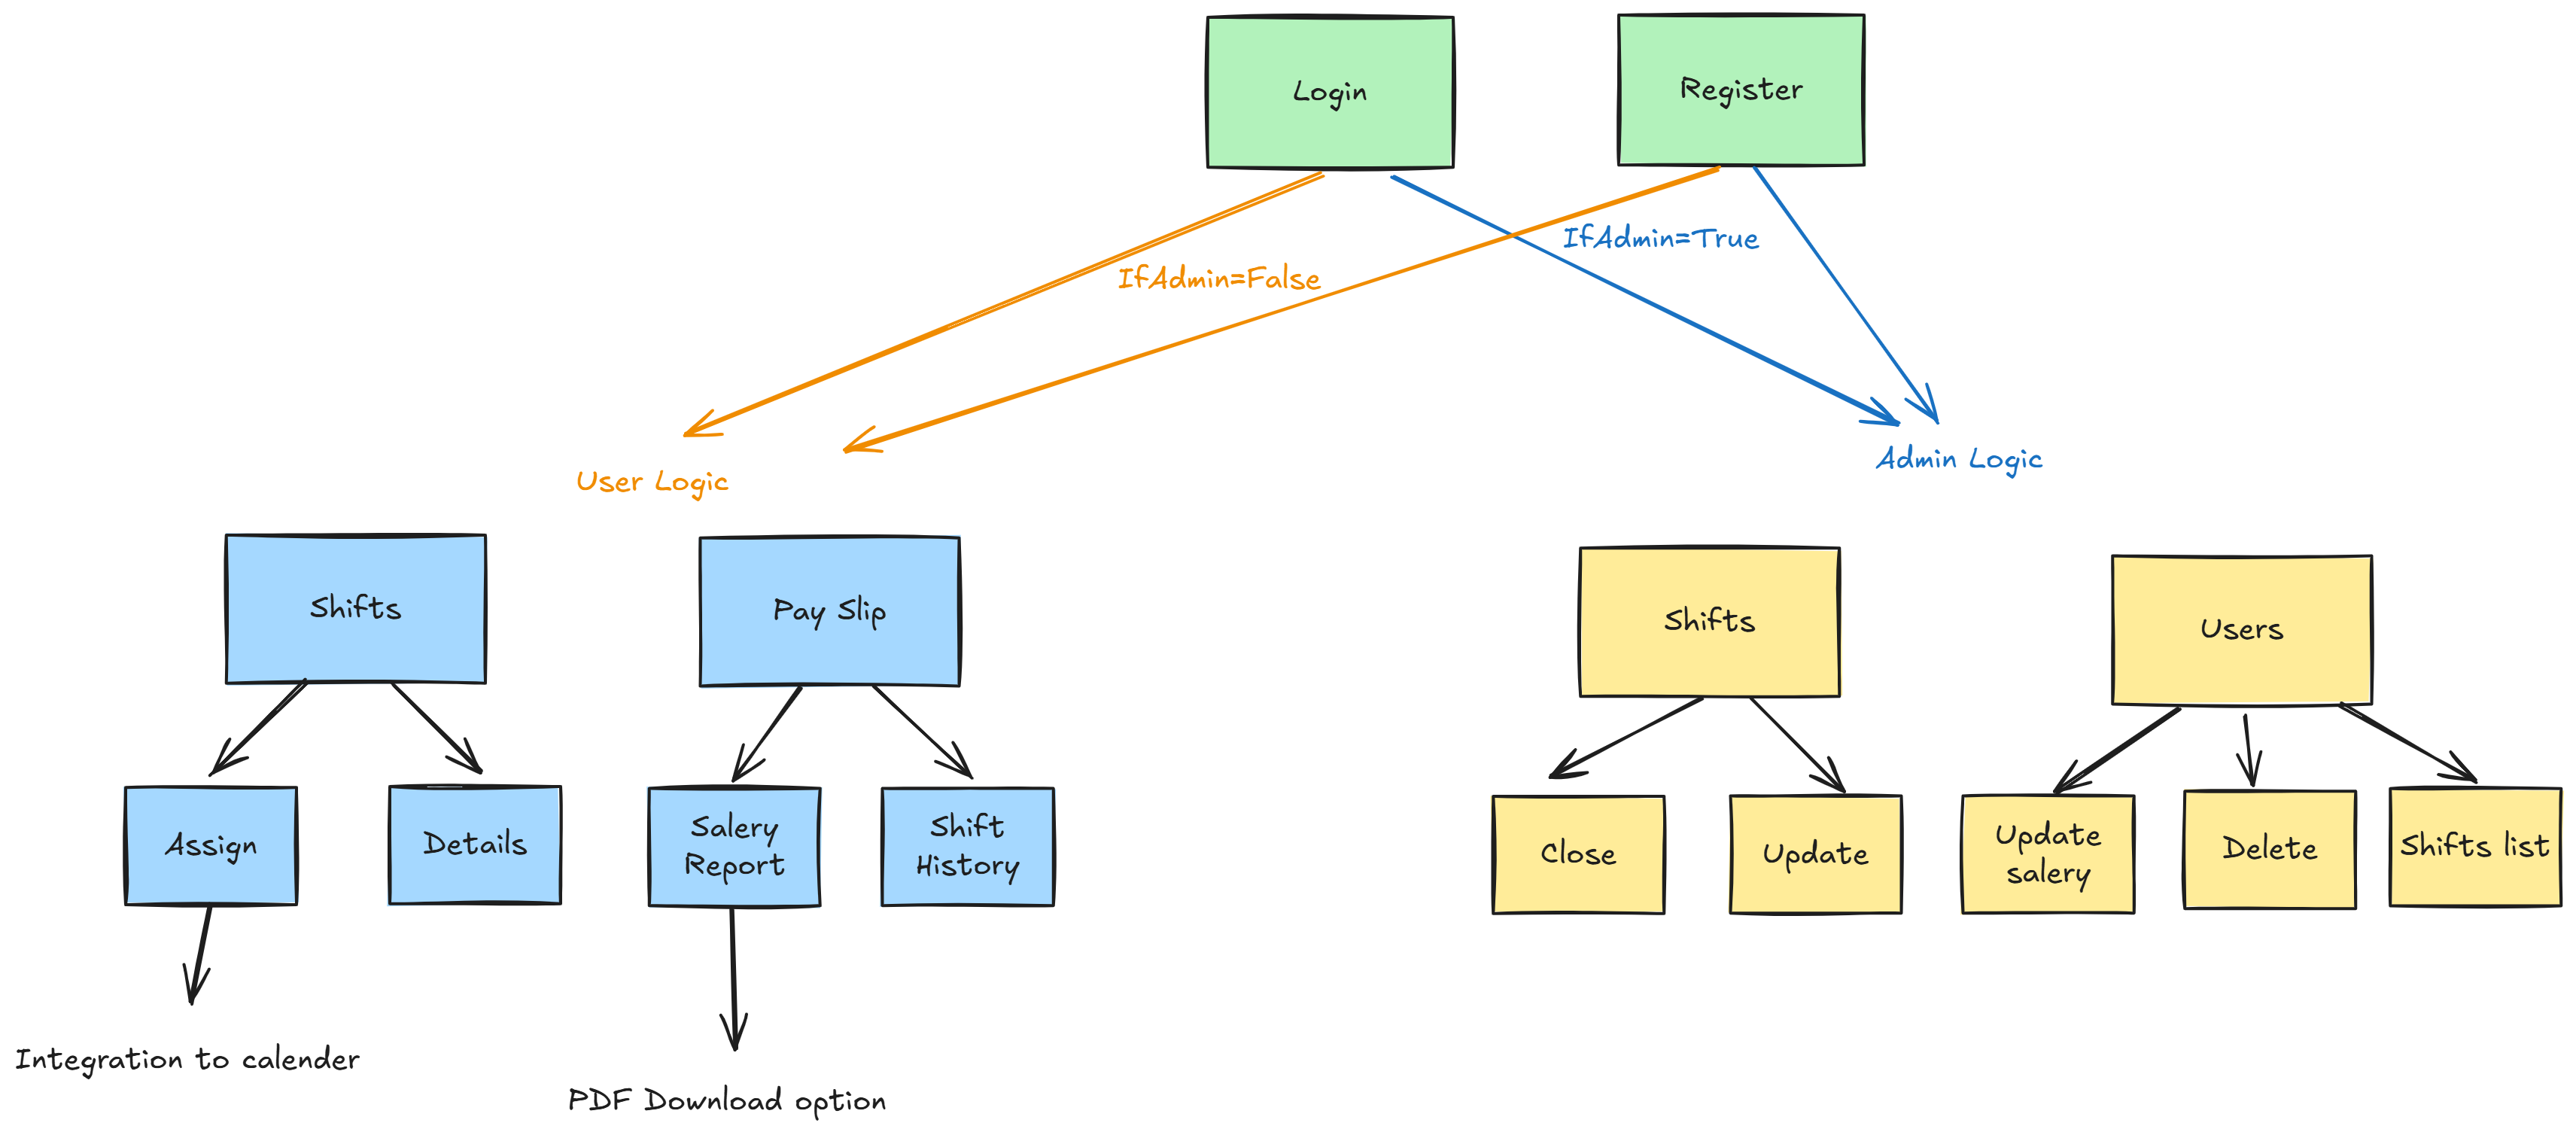 Login
Register
IfAdmin=True
IfAdmin=False
Admin Logic
User Logic
Shifts
Pay Slip
Shifts
Users
Assign
Details
Salery
Report
Shift
History
Close
Update
Update
salery
Delete
Shifts list
Integration to calender
PDF Download option